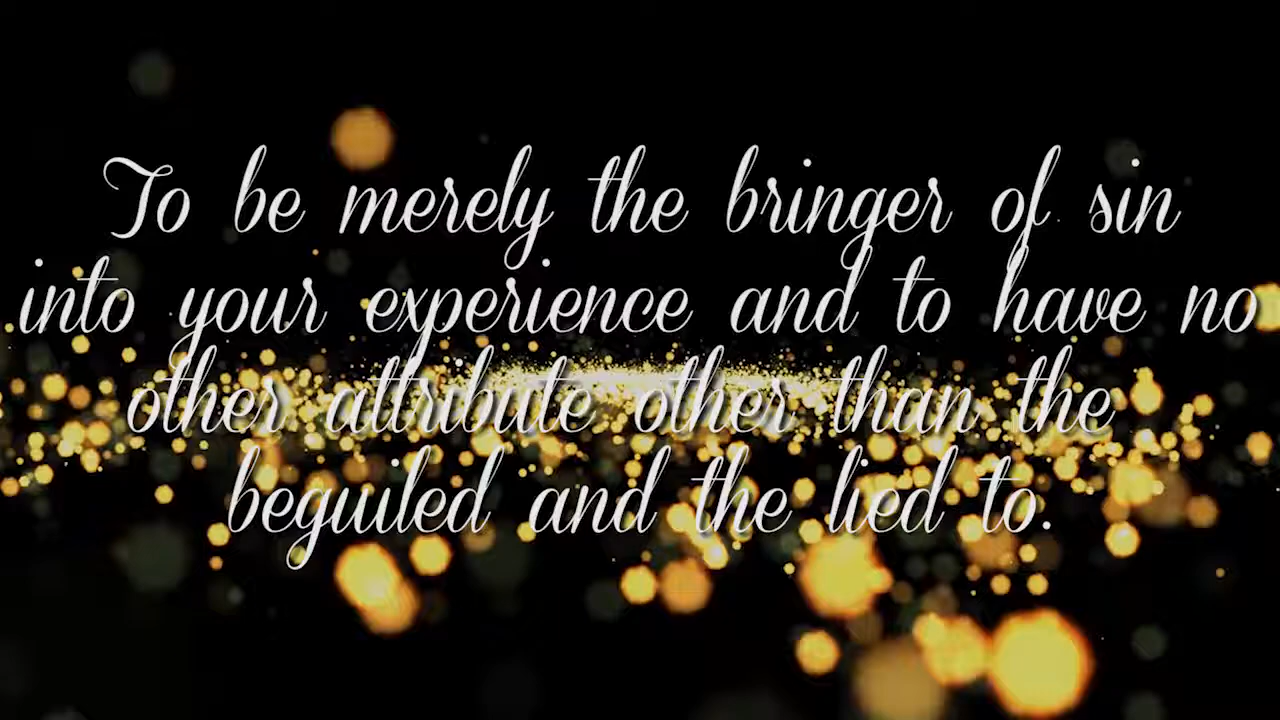 To be merely the bringer of sin
into your experience and to have no
other attribute other than the
beguiled and the lied to.